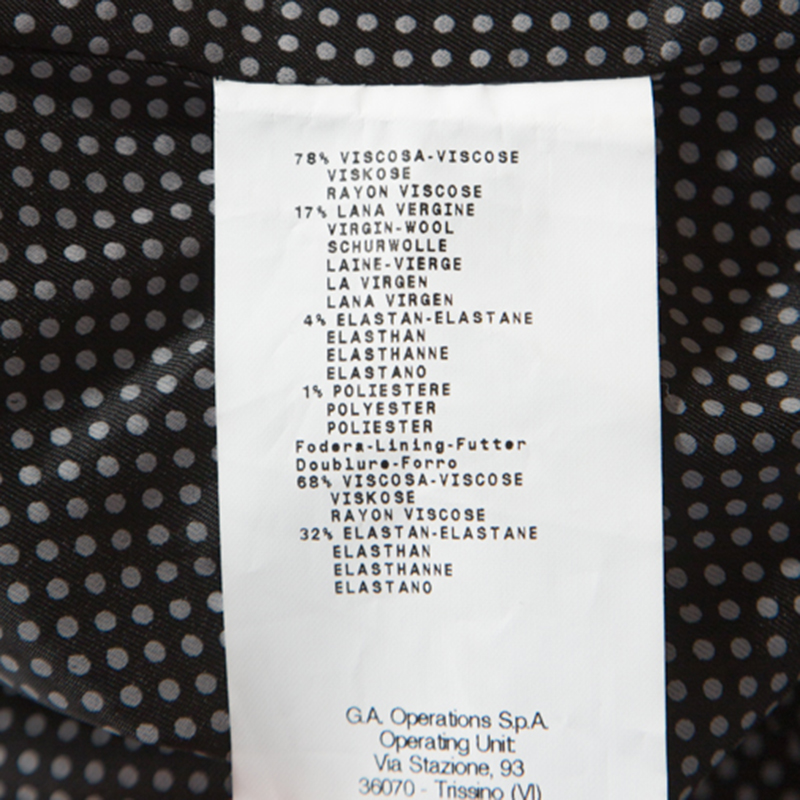 78% VISCOSA-VISCOSE
VISKOSE
RAYON VISCOSE
17% LANA VERGINE
VIRGIN-WOOL
SCHURWOLLE
LAINE-VIERGE
LA VIRGEN
LANA VIRGEN
4% ELASTAN-ELASTANE
ELASTHAN
ELASTHANNE
ELASTANO
1% POLIESTERE
POLYESTER
POLIESTER
Fodera-Lining-Futter
Doublure-Forro
68% VISCOSA-VISCOSE
VISKOSE
RAYON VISCOSE
32% ELASTAN-ELASTANE
ELASTHAN
ELASTHANNE
ELASTANO
G.A. Operations S.p.A.
Operating Unit:
Via Stazione, 93
36070 - Trissino (VI)